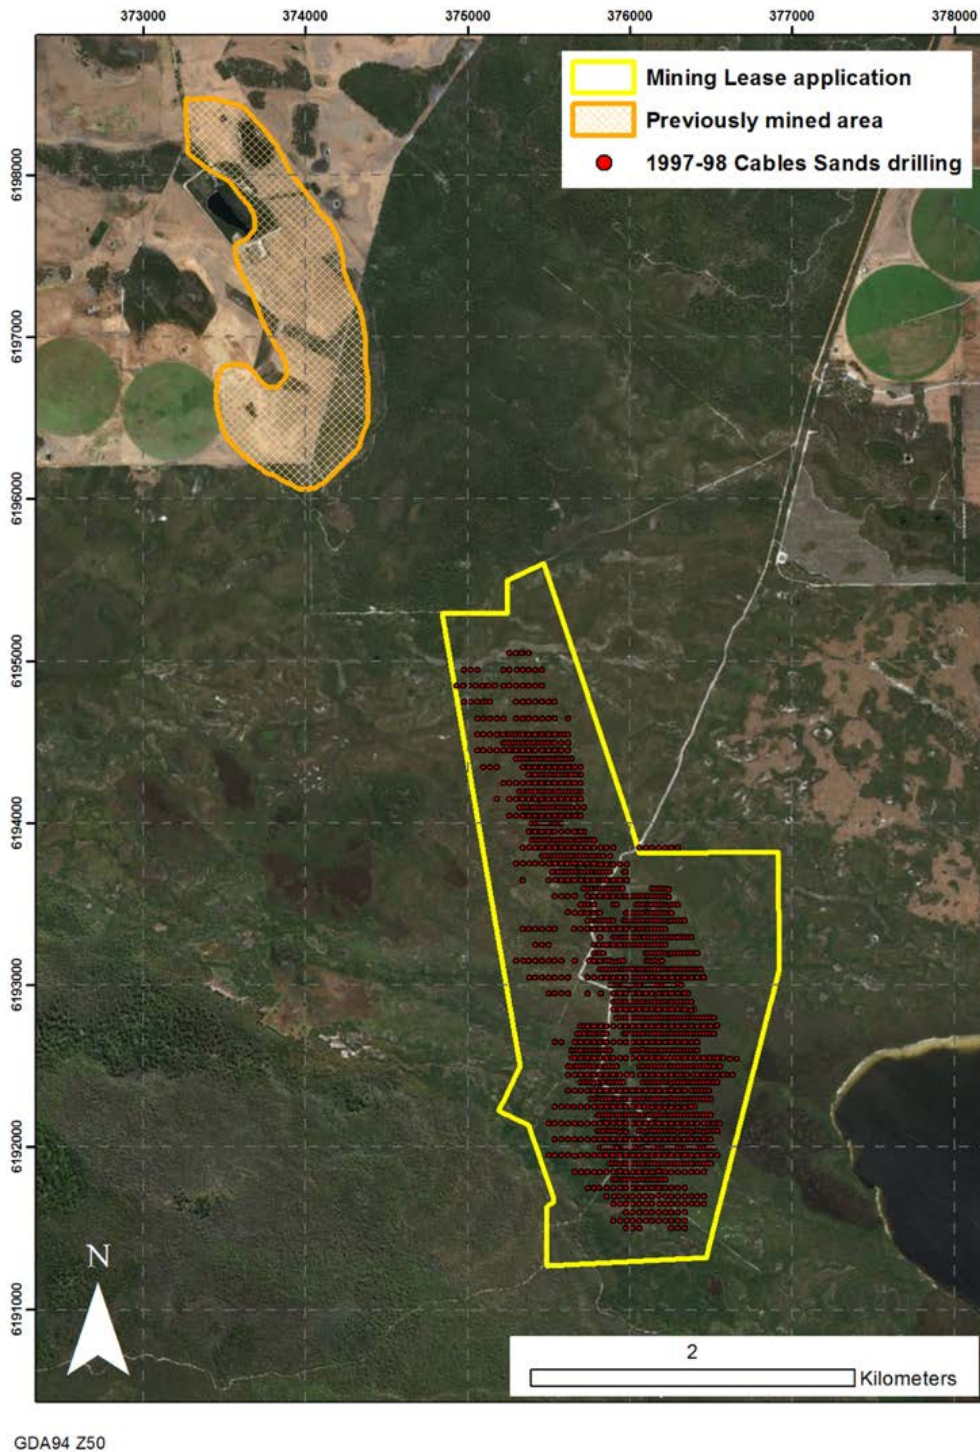 373000 374000 375000 376000 377000 378000
Mining Lease application
Previously mined area
1997-98 Cables Sands drilling
6198000
6197000
6196000
6195000
6194000
6193000
6192000
6191000
N
2
Kilometers
GDA94 Z50